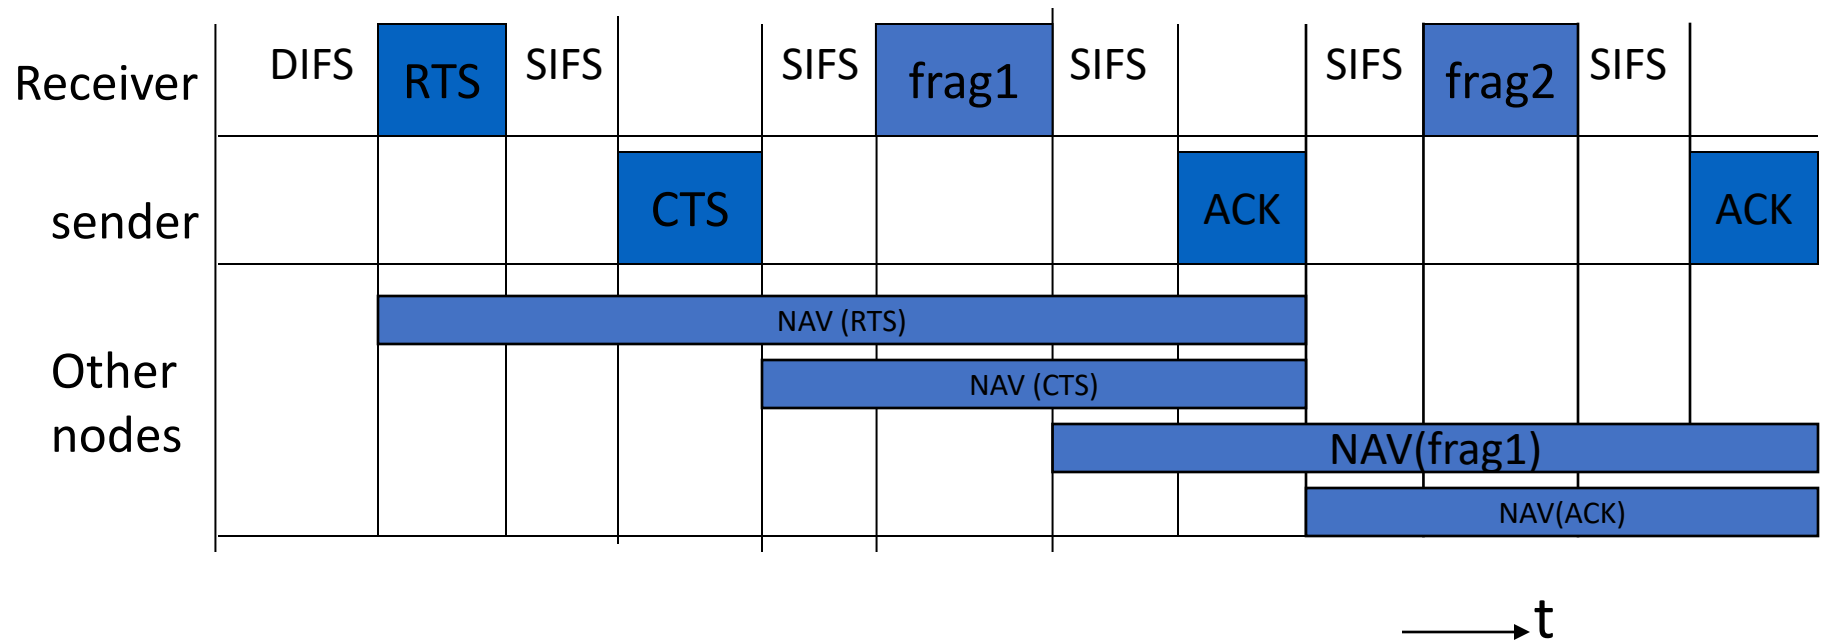 Receiver DIFS RTS SIFS SIFS frag1 SIFS SIFS frag2 SIFS
sender CTS ACK ACK
NAV (RTS)
Other
NAV (CTS)
nodes
NAV(frag1)
NAV(ACK)
t